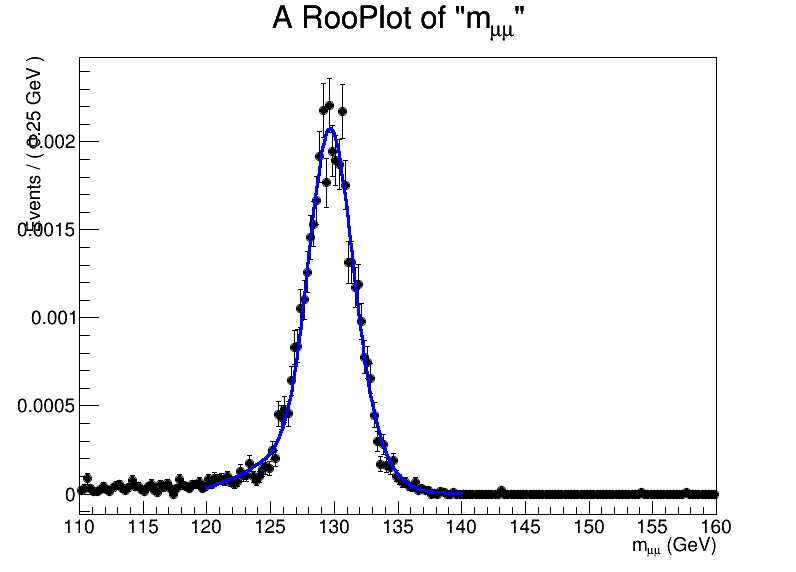 A RooPlot of "mμμ"
Events / ( 0.25 GeV )
0.002
0.0015
0.001
0.0005
0
110 115 120 125 130 135 140 145 150 155 160
mμμ (GeV)